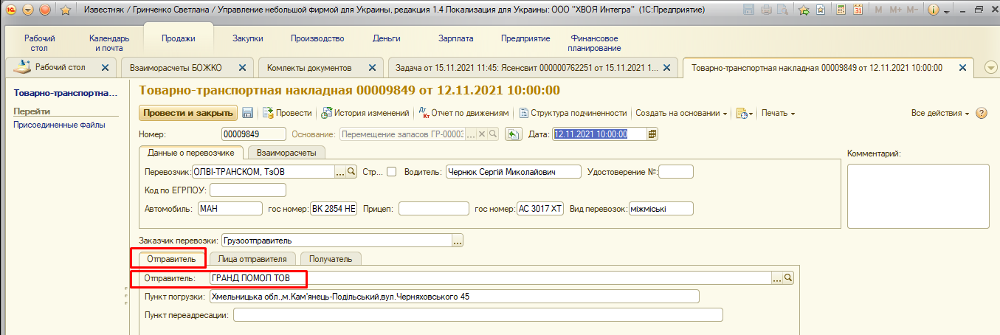 Известняк / Гринченко Светлана / Управление небольшой фирмой для Украины, редакция 1.4 Локализация для Украины: ООО "ХВОЯ Интегра" (1С:Предприятие)
M M+ M-
Рабочий стол
Календарь и почта
Продажи
Закупки
Производство
Деньги
Зарплата
Предприятие
Финансовое планирование
Рабочий стол
Взаиморасчеты БОЖКО
Комлекты документов
Задача от 15.11.2021 11:45: Ясенсвит 000000762251 от 15.11.2021 1...
Товарно-транспортная накладная 00009849 от 12.11.2021 10:00:00
Товарно-транспортна...
Перейти
Присоединенные файлы
Товарно-транспортная накладная 00009849 от 12.11.2021 10:00:00
Провести и закрыть
Провести
История изменений
Дт Кт Отчет по движениям
Структура подчиненности
Создать на основании
Печать
Все действия
Номер: 00009849 Основание: Перемещение запасов ГР-00003 ... Дата: 12.11.2021 10:00:00
Данные о перевозчике Взаиморасчеты
Комментарий:
Перевозчик: ОЛВІ-ТРАНСКОМ, ТзОВ ... Стр... Водитель: Чернюк Сергій Миколайович Удостоверение №:
Код по ЕГРПОУ:
Автомобиль: МАН гос номер: ВК 2854 НЕ Прицеп: гос номер: АС 3017 ХТ Вид перевозок: міжміські
Заказчик перевозки: Грузоотправитель ...
Отправитель Лица отправителя Получатель
Отправитель: ГРАНД ПОМОЛ ТОВ ...
Пункт погрузки: Хмельницька обл.,м.Кам'янець-Подільський,вул.Черняховського 45
Пункт переадресации: